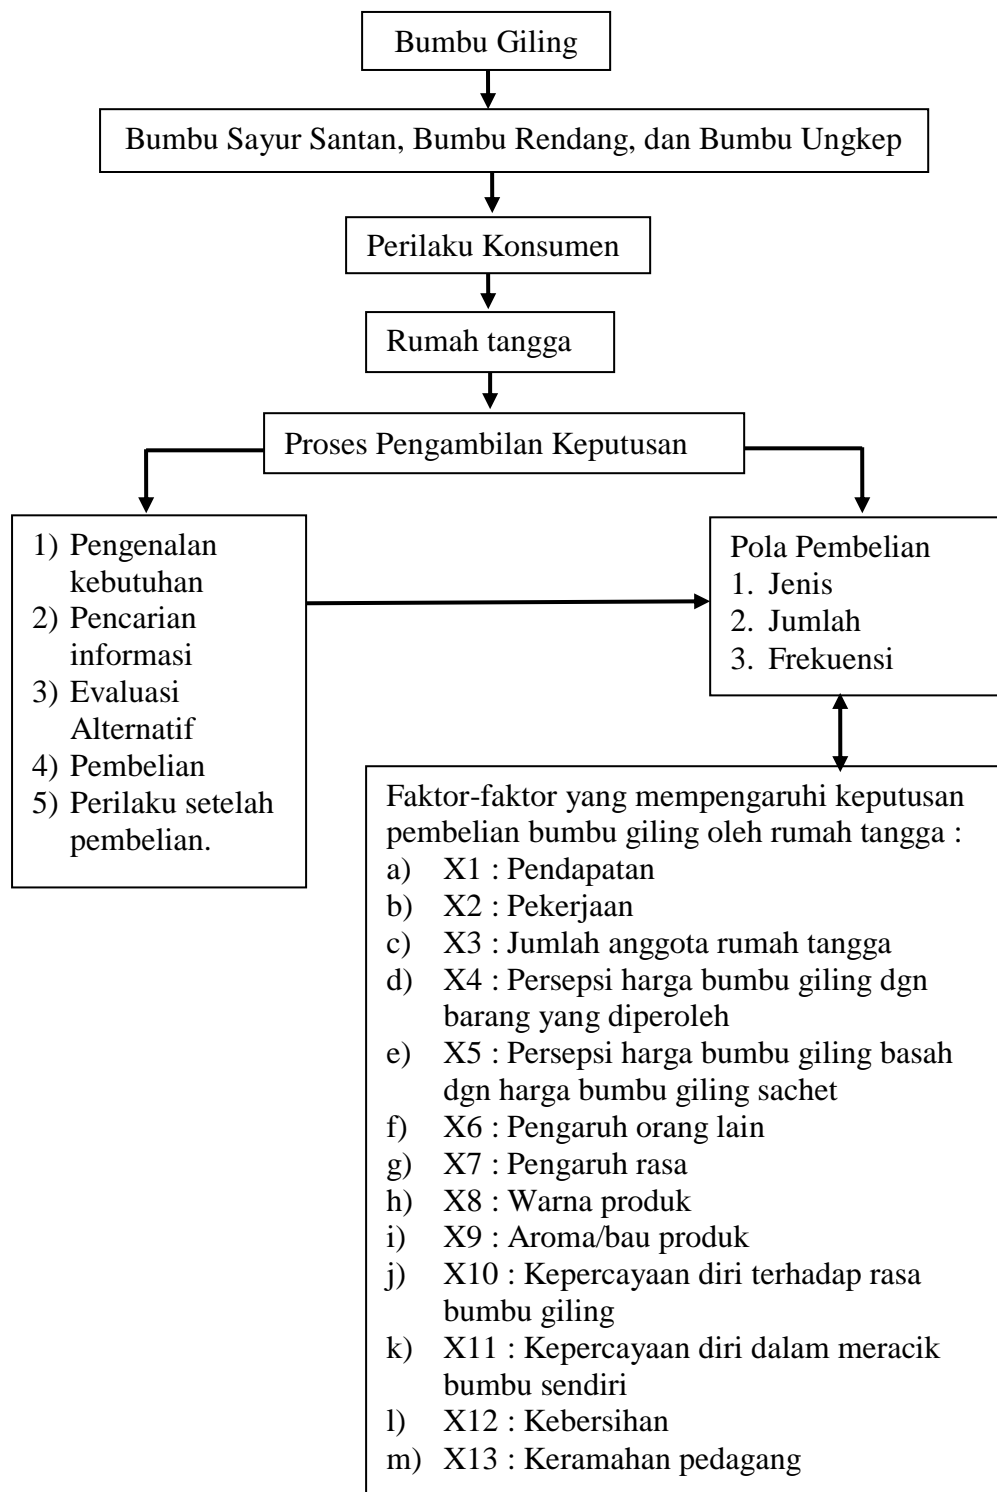 Bumbu Giling
Bumbu Sayur Santan, Bumbu Rendang, dan Bumbu Ungkep
Perilaku Konsumen
Rumah tangga
Proses Pengambilan Keputusan
1) Pengenalan
kebutuhan
2) Pencarian
informasi
3) Evaluasi
Alternatif
4) Pembelian
5) Perilaku setelah
pembelian.
Pola Pembelian
1. Jenis
2. Jumlah
3. Frekuensi
Faktor-faktor yang mempengaruhi keputusan
pembelian bumbu giling oleh rumah tangga :
a) X1 : Pendapatan
b) X2 : Pekerjaan
c) X3 : Jumlah anggota rumah tangga
d) X4 : Persepsi harga bumbu giling dgn
barang yang diperoleh
e) X5 : Persepsi harga bumbu giling basah
dgn harga bumbu giling sachet
f) X6 : Pengaruh orang lain
g) X7 : Pengaruh rasa
h) X8 : Warna produk
i) X9 : Aroma/bau produk
j) X10 : Kepercayaan diri terhadap rasa
bumbu giling
k) X11 : Kepercayaan diri dalam meracik
bumbu sendiri
l) X12 : Kebersihan
m) X13 : Keramahan pedagang